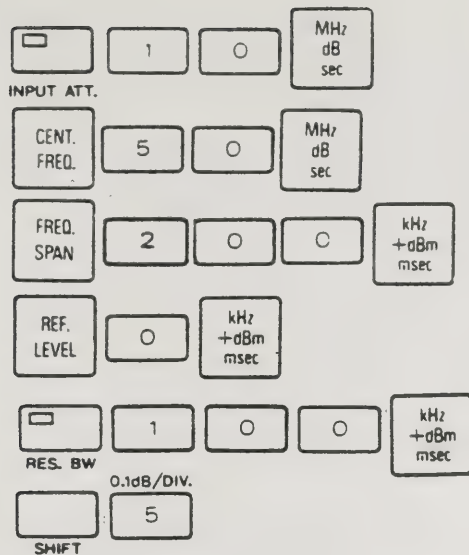 1 0 MHz
dB
sec
INPUT ATT.
CENT.
FREQ. 5 0 MHz
dB
sec
FREQ.
SPAN 2 0 0 kHz
+dBm
msec
REF.
LEVEL 0 kHz
+dBm
msec
1 0 0 kHz
+dBm
msec
RES. BW
0.1dB/DIV.
5
SHIFT